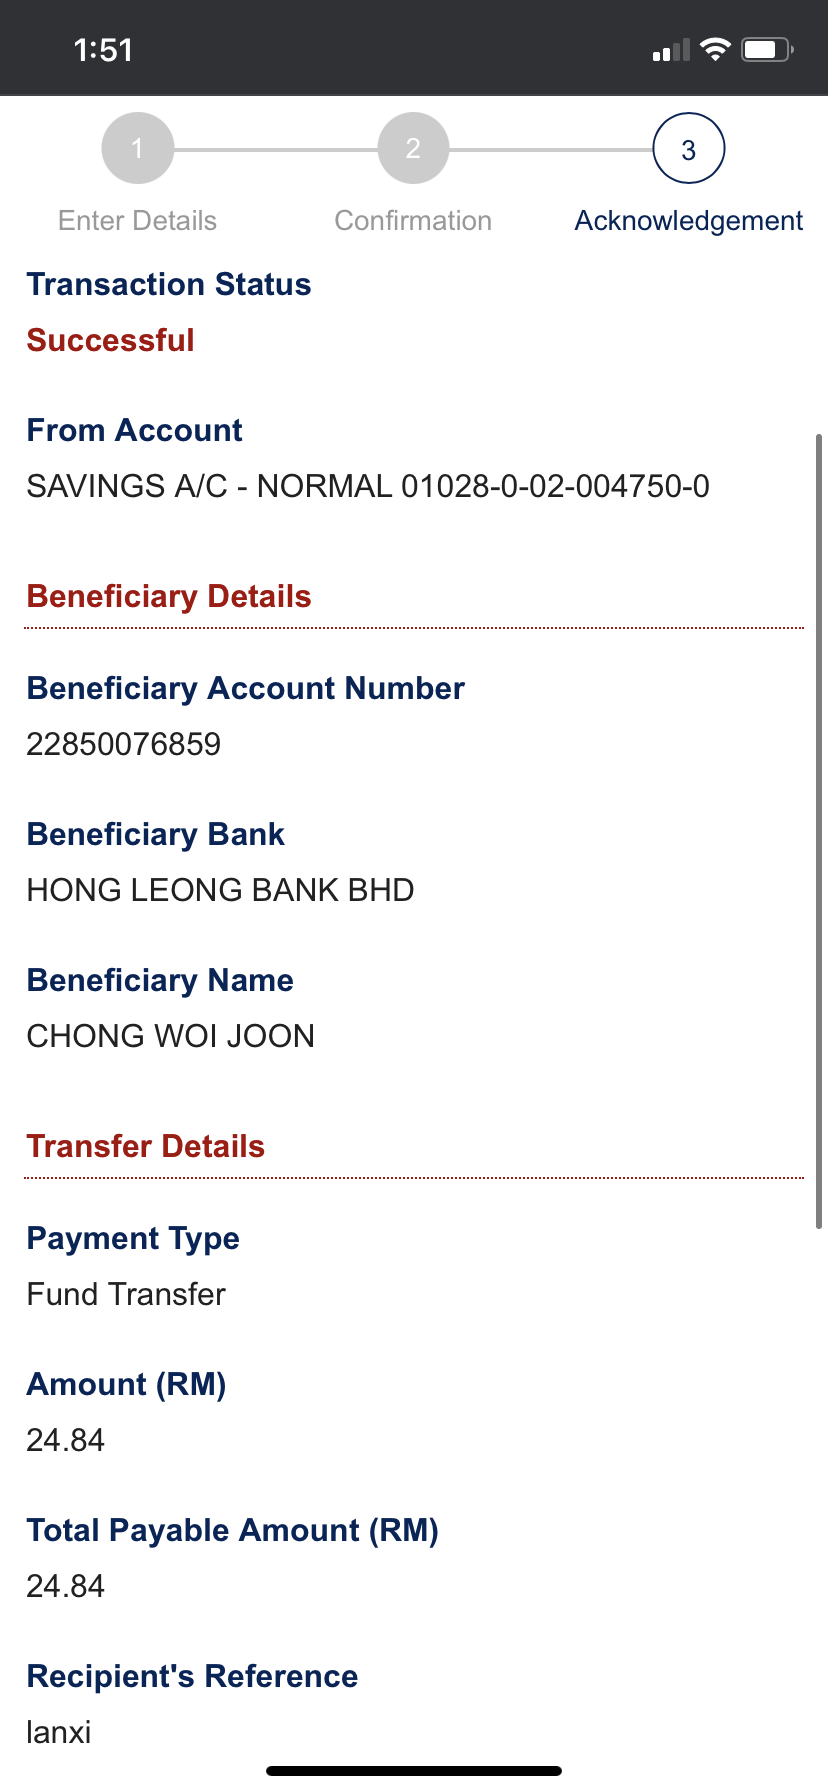 1:51
1
2
3
Enter Details
Confirmation
Acknowledgement
Transaction Status
Successful
From Account
SAVINGS A/C - NORMAL 01028-0-02-004750-0
Beneficiary Details
Beneficiary Account Number
22850076859
Beneficiary Bank
HONG LEONG BANK BHD
Beneficiary Name
CHONG WOI JOON
Transfer Details
Payment Type
Fund Transfer
Amount (RM)
24.84
Total Payable Amount (RM)
24.84
Recipient's Reference
lanxi